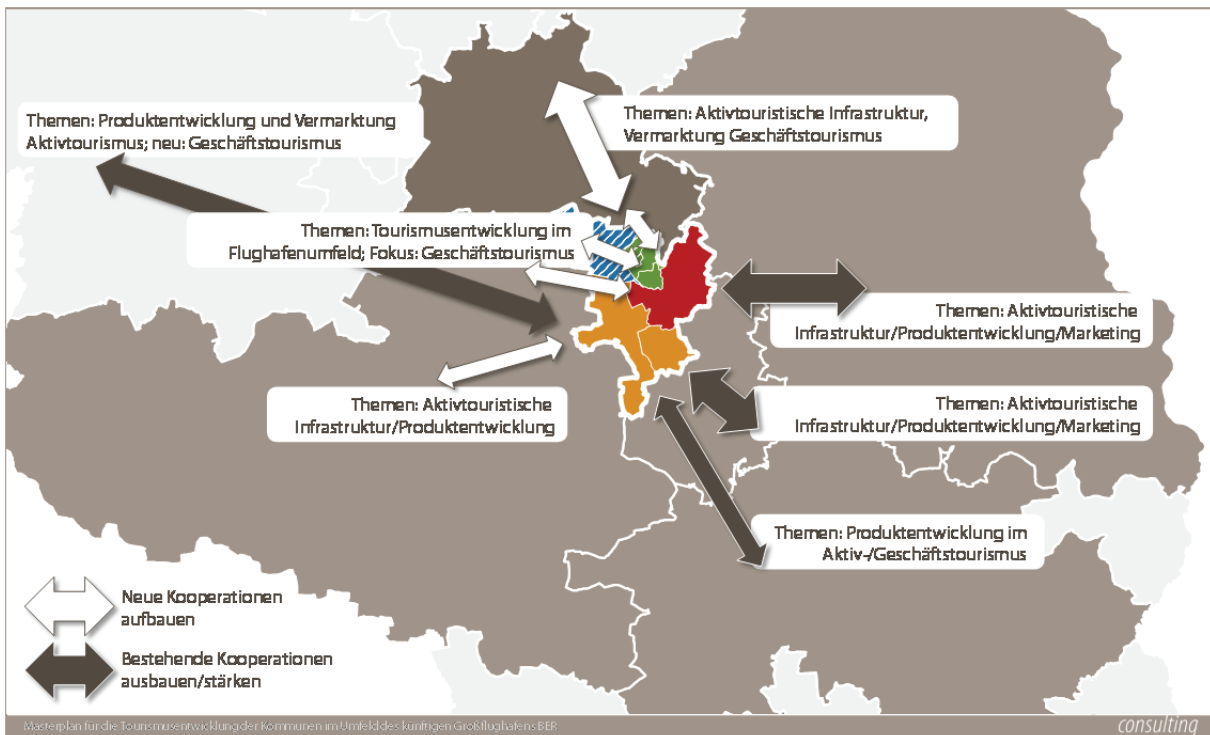 Themen: Produktentwicklung und Vermarktung
Aktivtourismus; neu: Geschäftstourismus
Themen: Aktivtouristische Infrastruktur,
Vermarktung Geschäftstourismus
Themen: Tourismusentwicklung im
Flughafenumfeld; Fokus: Geschäftstourismus
Themen: Aktivtouristische
Infrastruktur/Produktentwicklung/Marketing
Themen: Aktivtouristische
Infrastruktur/Produktentwicklung
Themen: Aktivtouristische
Infrastruktur/Produktentwicklung/Marketing
Themen: Produktentwicklung im
Aktiv-/Geschäftstourismus
Neue Kooperationen
aufbauen
Bestehende Kooperationen
ausbauen/stärken
Masterplan für die Tourismusentwicklung der Kommunen im Umfeld des künftigen Großflughafens BER
consulting